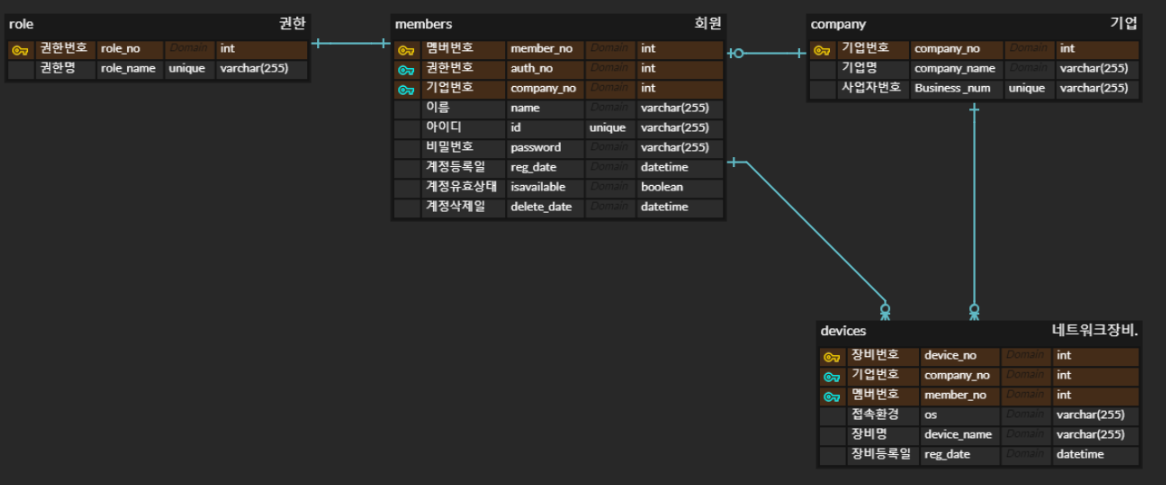 role 권한
권한번호 role_no Domain int
권한명 role_name unique varchar(255)
members 회원
멤버번호 member_no Domain int
권한번호 auth_no Domain int
기업번호 company_no Domain int
이름 name Domain varchar(255)
아이디 id unique varchar(255)
비밀번호 password Domain varchar(255)
계정등록일 reg_date Domain datetime
계정유효상태 isavailable Domain boolean
계정삭제일 delete_date Domain datetime
company 기업
기업번호 company_no Domain int
기업명 company_name Domain varchar(255)
사업자번호 Business_num unique varchar(255)
devices 네트워크장비.
장비번호 device_no Domain int
기업번호 company_no Domain int
멤버번호 member_no Domain int
접속환경 os Domain varchar(255)
장비명 device_name Domain varchar(255)
장비등록일 reg_date Domain datetime